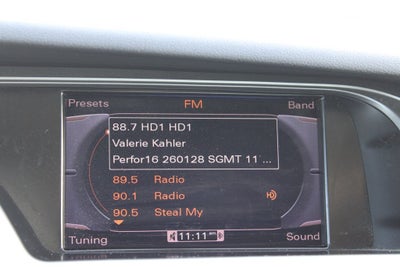 Presets FM Band
88.7 HD1 HD1
Valerie Kahler
Perfor16 260128 SGMT 11'...
89.5 Radio
90.1 Radio
90.5 Steal My
Tuning 11:11 Sound